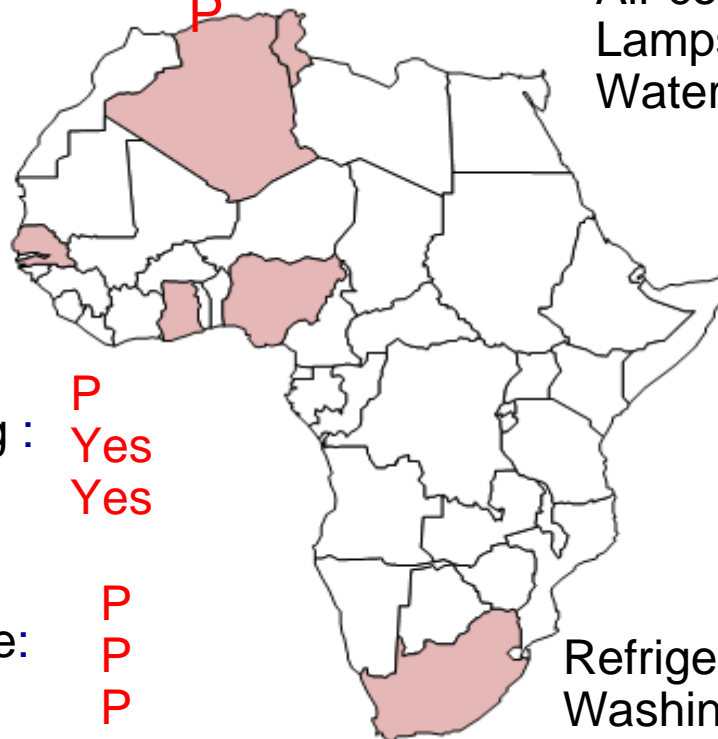 P
Lamps
Water
P
g : Yes
Yes
P
e: P
P
Refrige
Washin